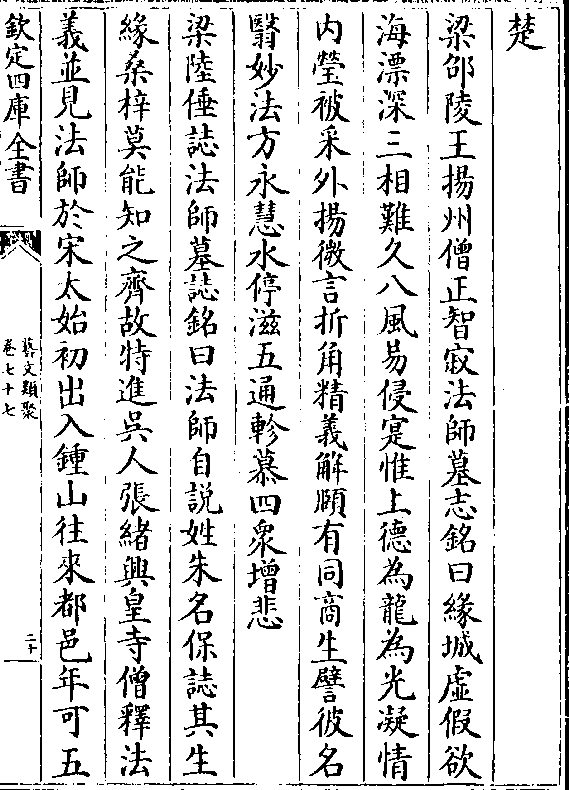 楚
梁邵陵王揚州僧正智寂法師墓志銘曰緣城虛假欲
海漂深三相難久八風易侵寔惟上德為龍為光凝情
内瑩被采外揚微言折角精義解頤有同商生譬彼名
翳妙法方永慧水停滋五通軫慕四衆增悲
梁陸倕誌法師墓誌銘曰法師自説姓朱名保誌其生
緣桑梓莫能知之齊故特進吳人張緒興皇寺僧釋法
義並見法師於宋太始初出入鍾山往來都邑年可五
欽定四庫全書
藝文類聚
卷七十七
二十